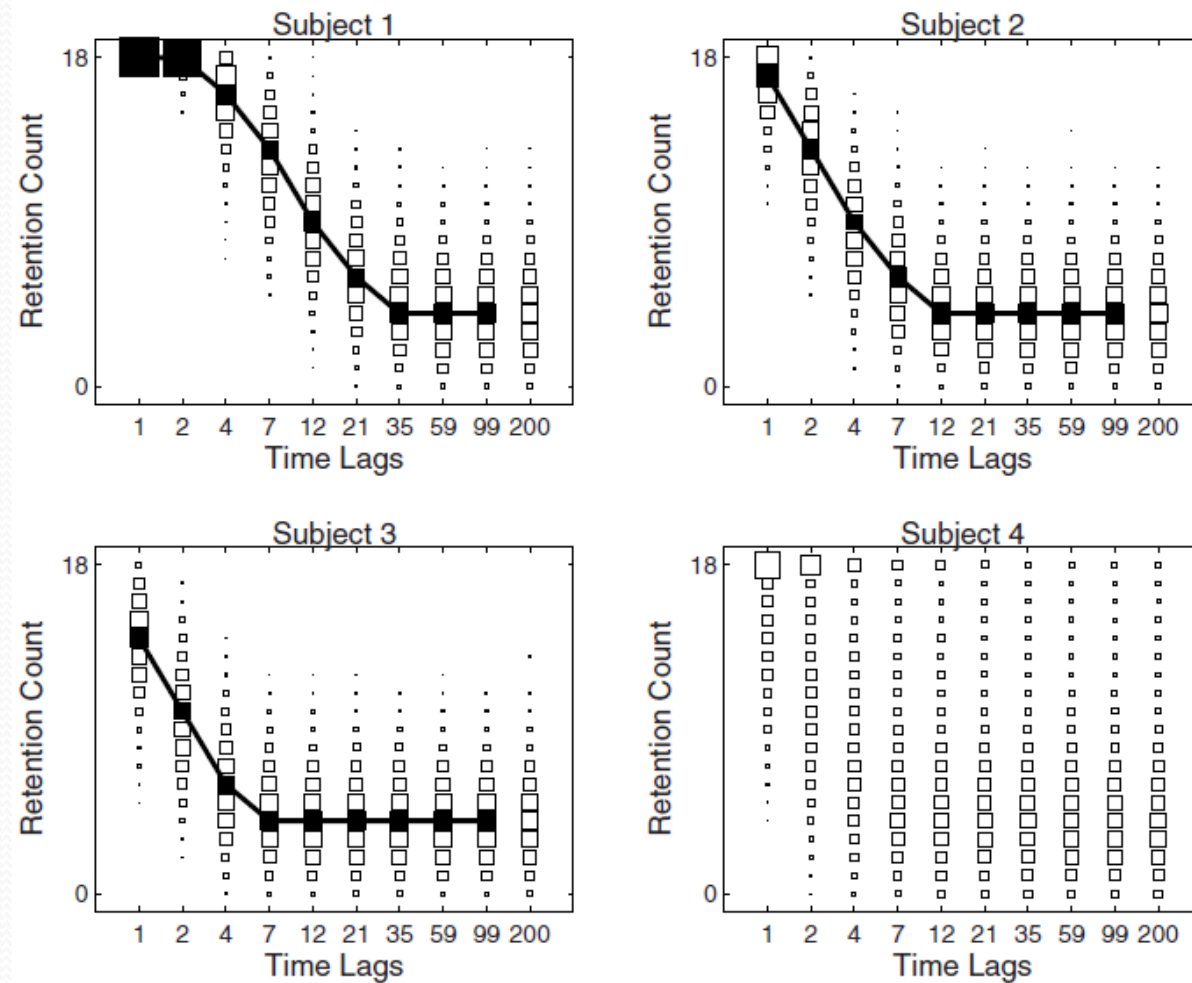 Subject 1
Retention Count
18
0
1 2 4 7 12 21 35 59 99 200
Time Lags
Subject 2
Retention Count
18
0
1 2 4 7 12 21 35 59 99 200
Time Lags
Subject 3
Retention Count
18
0
1 2 4 7 12 21 35 59 99 200
Time Lags
Subject 4
Retention Count
18
0
1 2 4 7 12 21 35 59 99 200
Time Lags